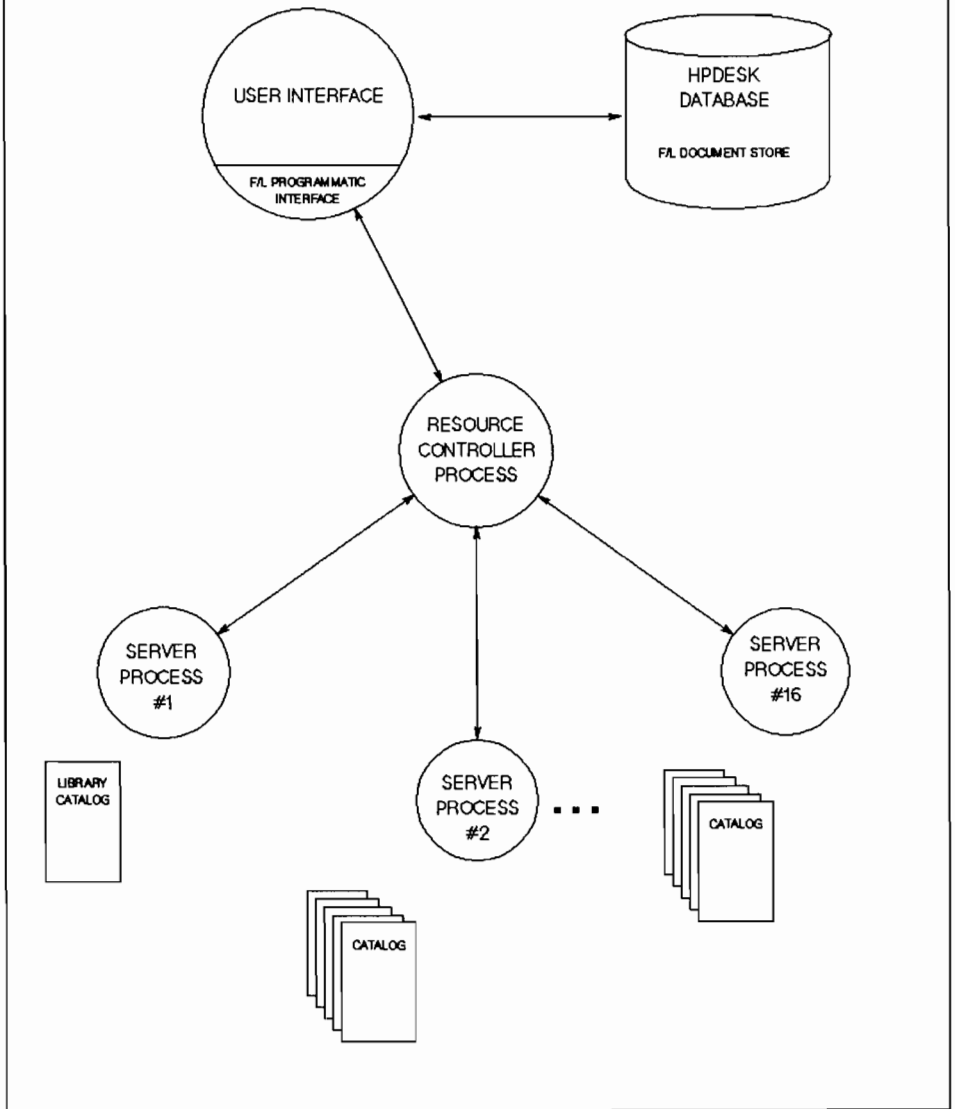 USER INTERFACE
F/L PROGRAMMATIC
INTERFACE
HPDESK
DATABASE
F/L DOCUMENT STORE
RESOURCE
CONTROLLER
PROCESS
SERVER
PROCESS
#1
SERVER
PROCESS
#16
LIBRARY
CATALOG
SERVER
PROCESS
#2
...
CATALOG
CATALOG